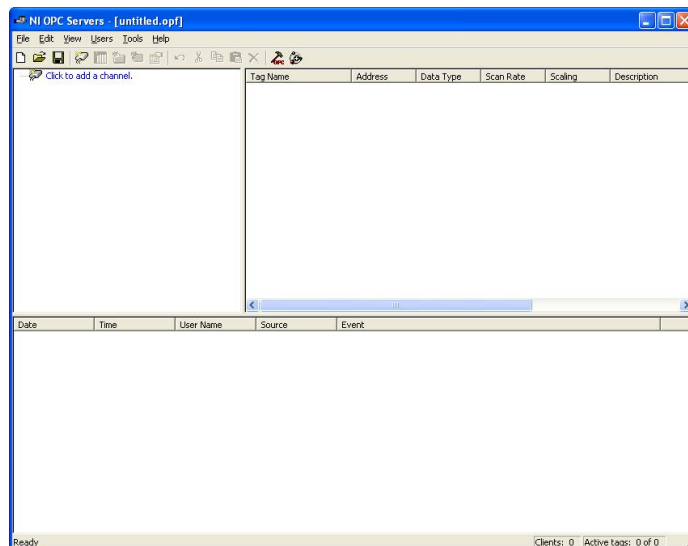 NI OPC Servers - [untitled.opf]
File Edit View Users Tools Help
Click to add a channel.
Tag Name Address Data Type Scan Rate Scaling Description
Date Time User Name Source Event
Ready Clients: 0 Active tags: 0 of 0